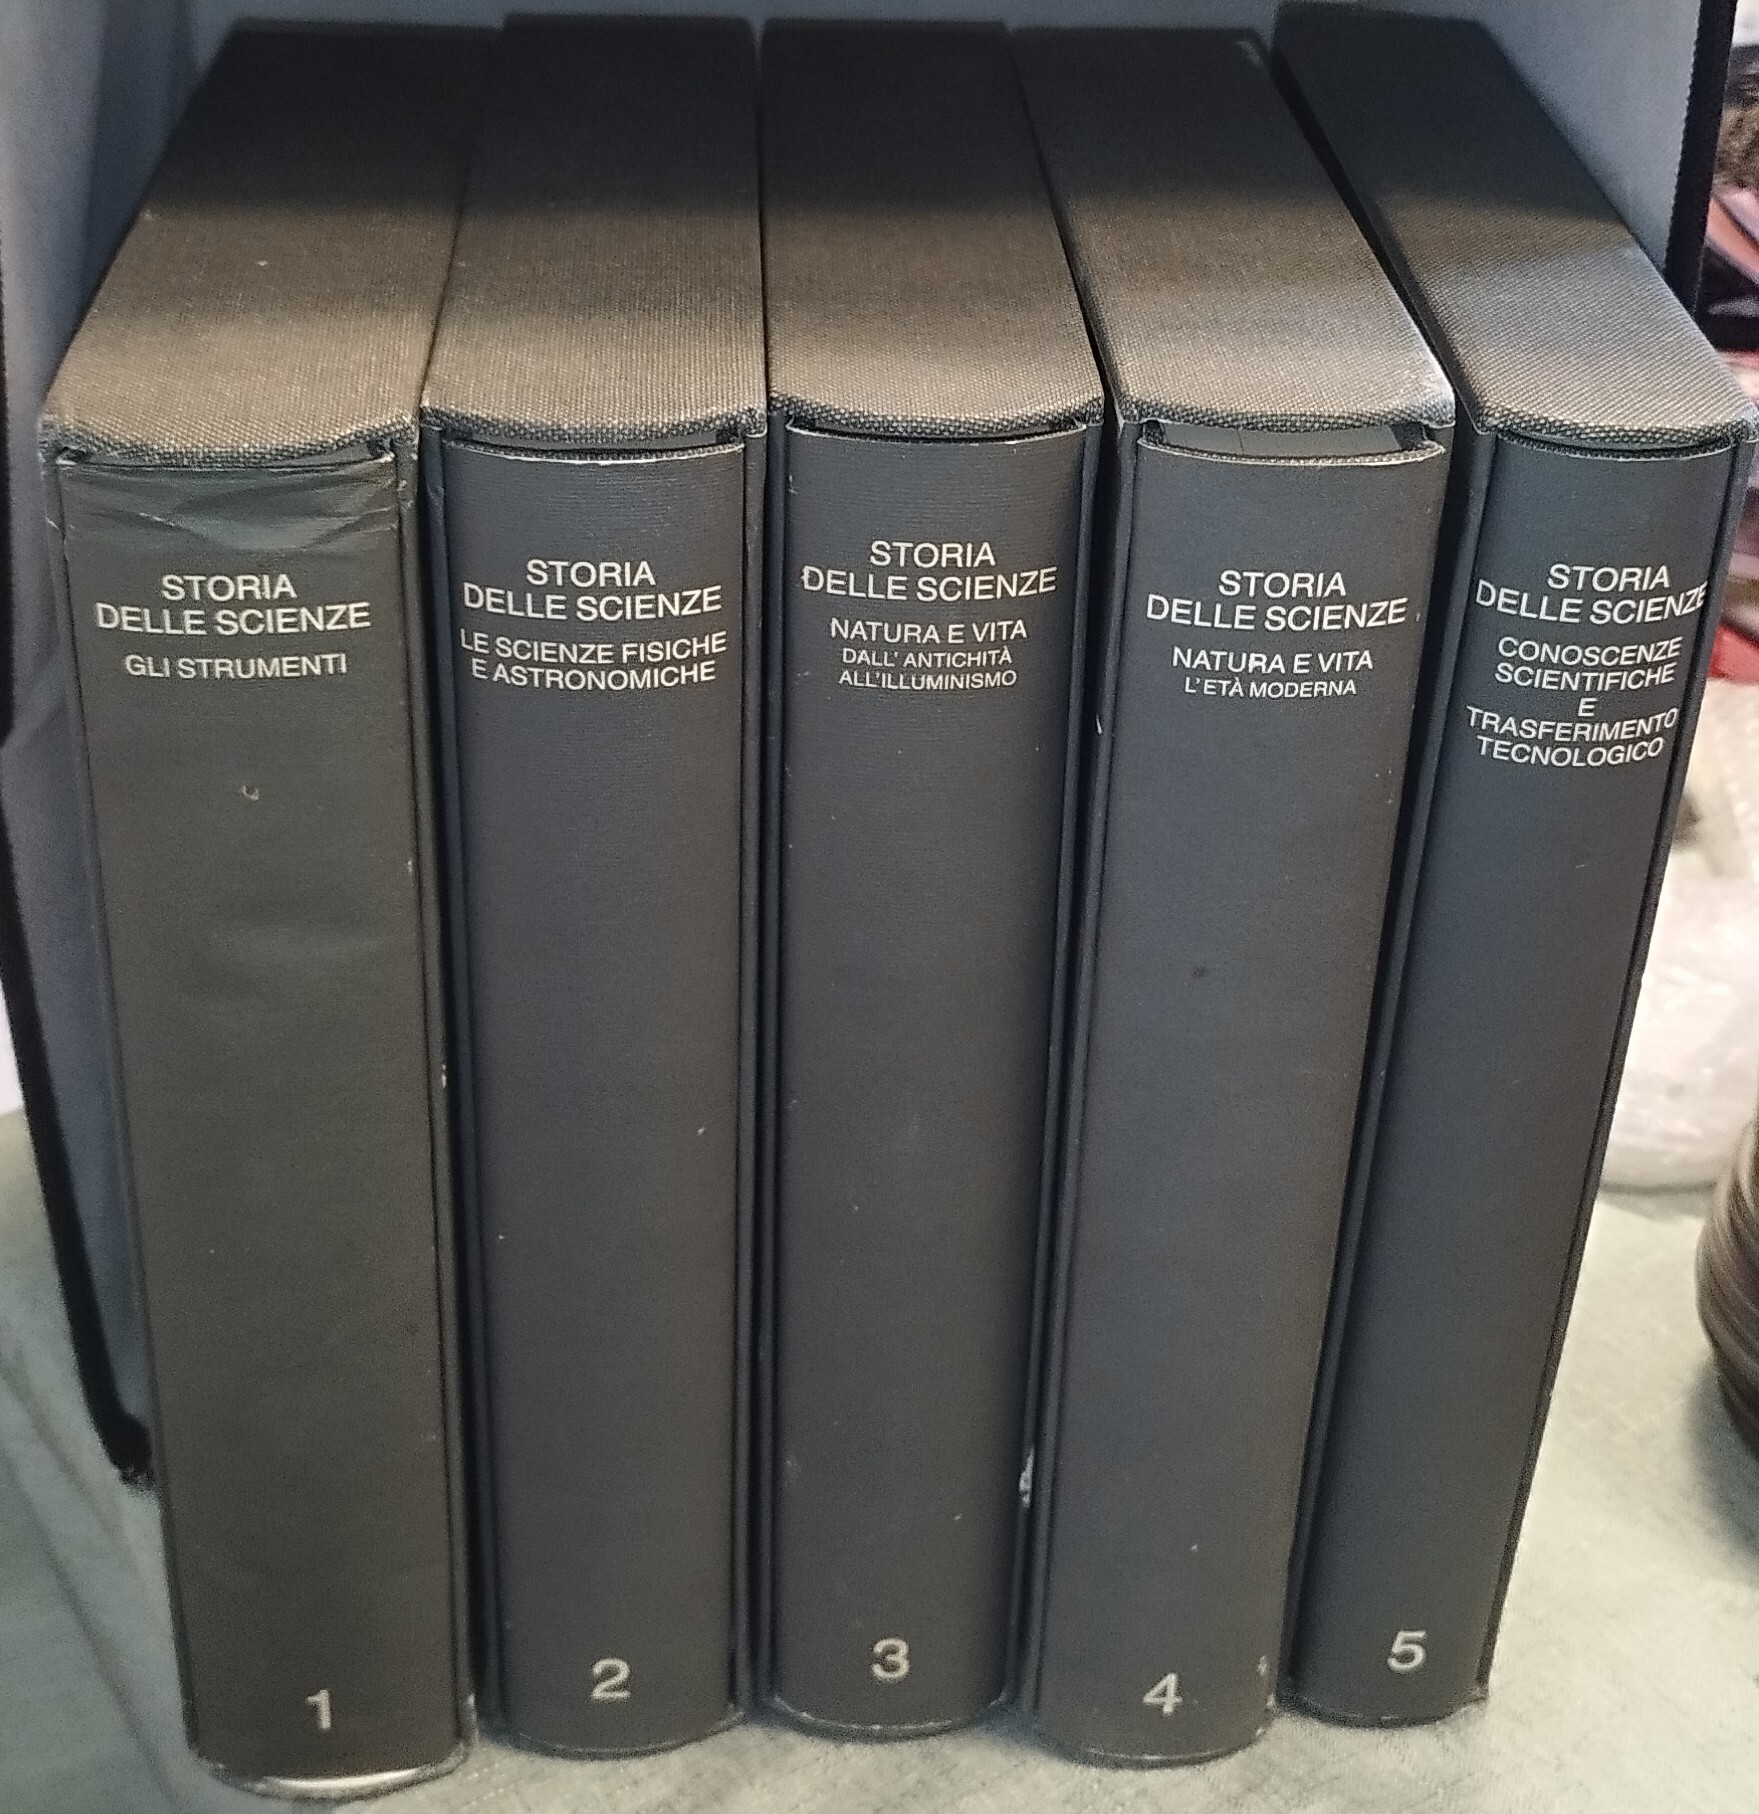 STORIA
DELLE SCIENZE
GLI STRUMENTI
1
STORIA
DELLE SCIENZE
LE SCIENZE FISICHE
E ASTRONOMICHE
2
STORIA
DELLE SCIENZE
NATURA E VITA
DALL' ANTICHITÀ
ALL'ILLUMINISMO
3
STORIA
DELLE SCIENZE
NATURA E VITA
L'ETÀ MODERNA
4
STORIA
DELLE SCIENZE
CONOSCENZE
SCIENTIFICHE
E
TRASFERIMENTO
TECNOLOGICO
5